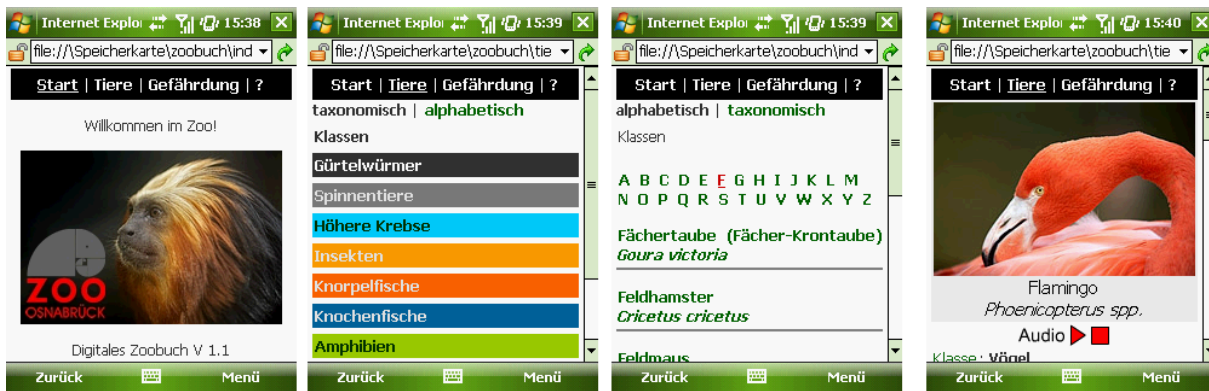 Internet Explo 15:38
file://\Speicherkarte\zoobuch\ind
Start | Tiere | Gefährdung | ?
Willkommen im Zoo!
ZOO
OSNABRÜCK
Digitales Zoobuch V 1.1
Zurück Menü
Internet Explo 15:39
file://\Speicherkarte\zoobuch\tie
Start | Tiere | Gefährdung | ?
taxonomisch | alphabetisch
Klassen
Gürtelwürmer
Spinnentiere
Höhere Krebse
Insekten
Knorpelfische
Knochenfische
Amphibien
Zurück Menü
Internet Explo 15:39
file://\Speicherkarte\zoobuch\ind
Start | Tiere | Gefährdung | ?
alphabetisch | taxonomisch
Klassen
A B C D E F G H I J K L M
N O P Q R S T U V W X Y Z
Fächertaube (Fächer-Krontaube)
Goura victoria
Feldhamster
Cricetus cricetus
Feldmaus
Zurück Menü
Internet Explo 15:40
file://\Speicherkarte\zoobuch\tie
Start | Tiere | Gefährdung | ?
Flamingo
Phoenicopterus spp.
Audio
Klasse: Vögel
Zurück Menü